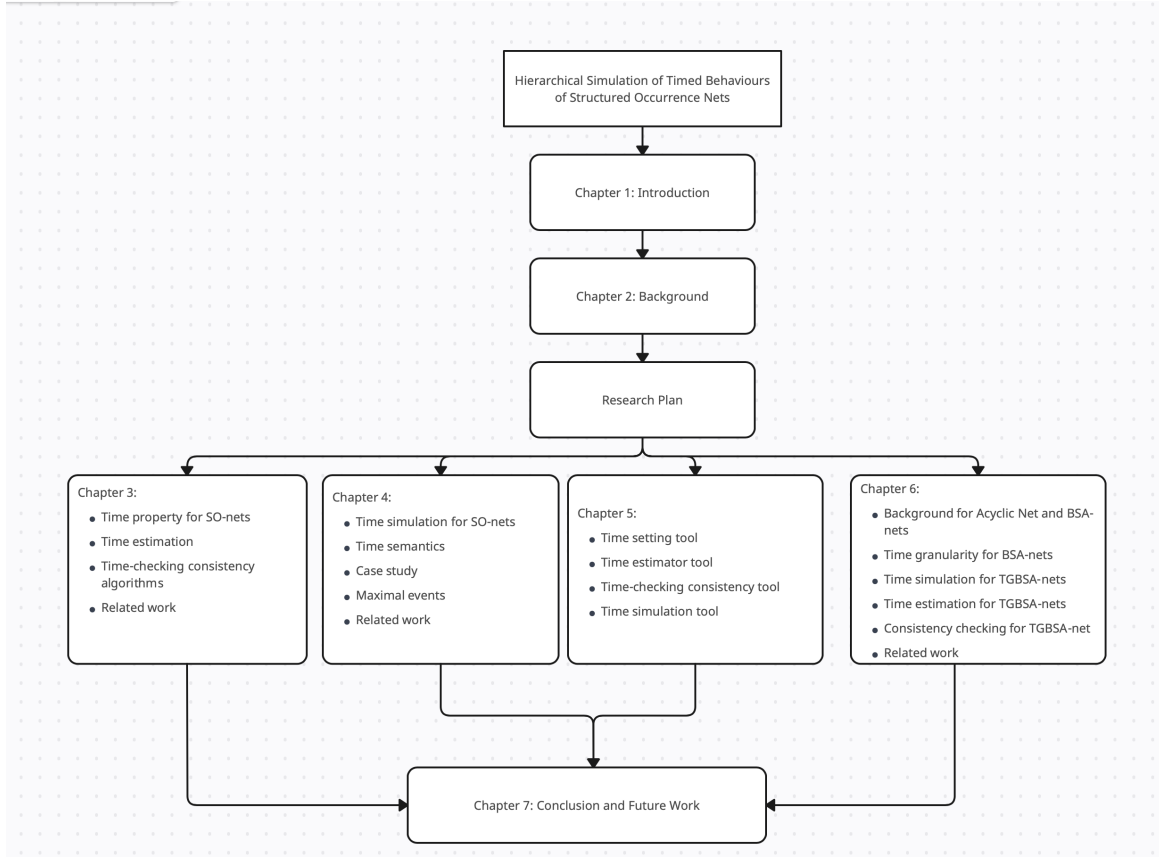 Hierarchical Simulation of Timed Behaviours
of Structured Occurrence Nets
Chapter 1: Introduction
Chapter 2: Background
Research Plan
Chapter 3:
Time property for SO-nets
Time estimation
Time-checking consistency
algorithms
Related work
Chapter 4:
Time simulation for SO-nets
Time semantics
Case study
Maximal events
Related work
Chapter 5:
Time setting tool
Time estimator tool
Time-checking consistency tool
Time simulation tool
Chapter 6:
Background for Acyclic Net and BSA-
nets
Time granularity for BSA-nets
Time simulation for TGBSA-nets
Time estimation for TGBSA-nets
Consistency checking for TGBSA-net
Related work
Chapter 7: Conclusion and Future Work